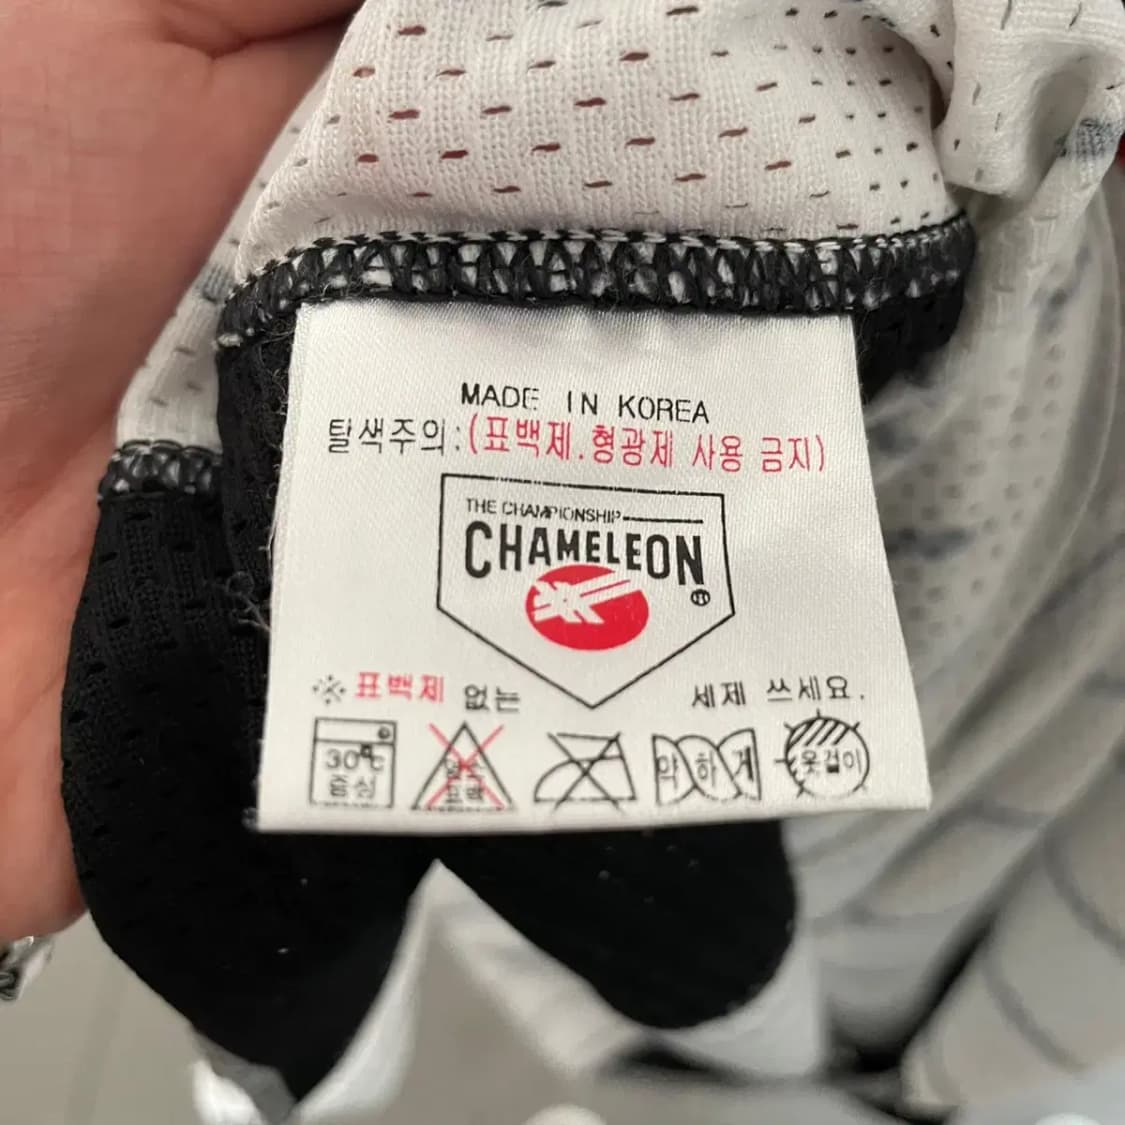 MADE IN KOREA
탈색주의:(표백제.형광제 사용 금지)
THE CHAMPIONSHIP
CHAMELEON
®
※ 표백제 없는 세제 쓰세요.
30℃ 약하게 옷걸이
중성